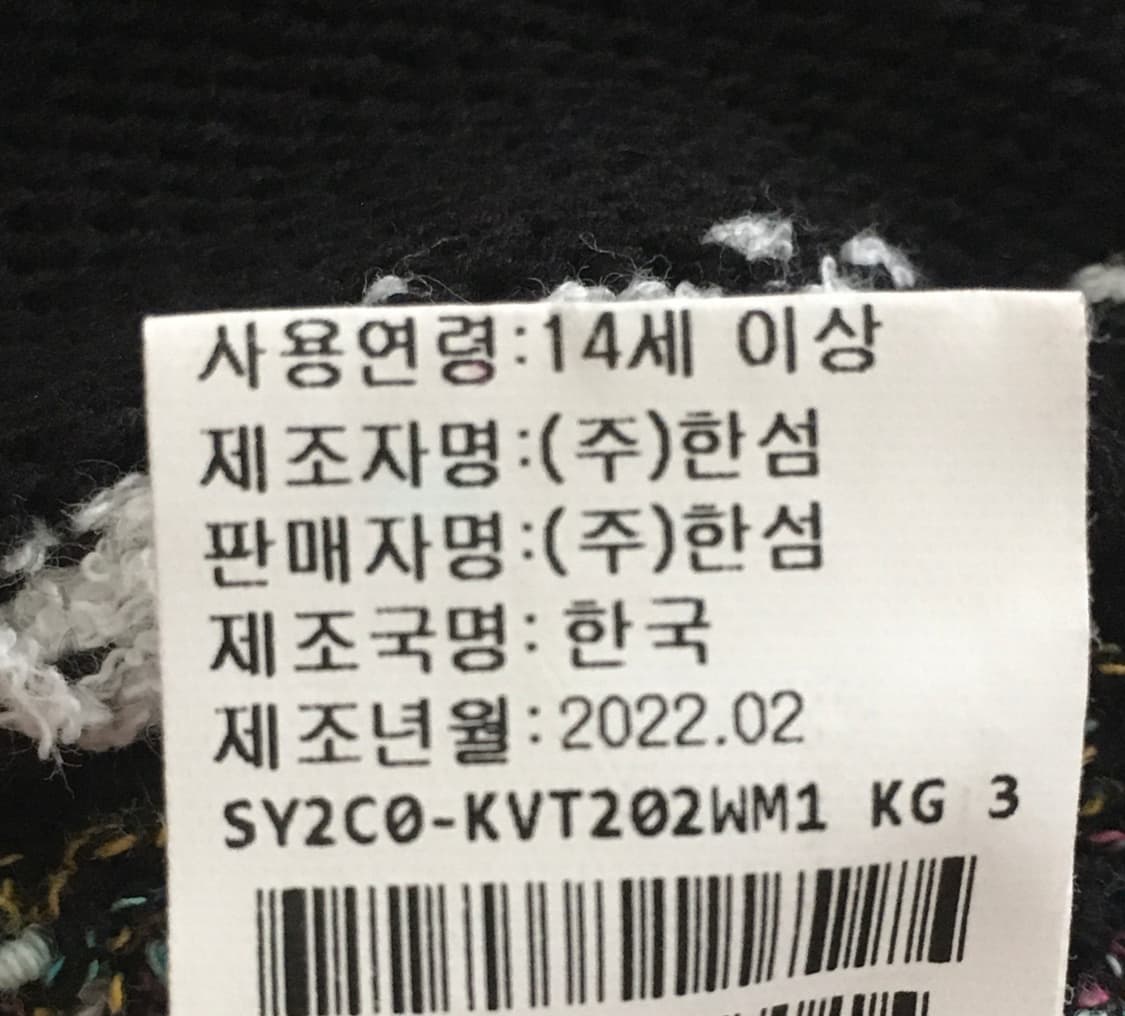 사용연령:14세 이상
제조자명:(주)한섬
판매자명:(주)한섬
제조국명: 한국
제조년월:2022.02
SY2C0-KVT202WM1 KG 3